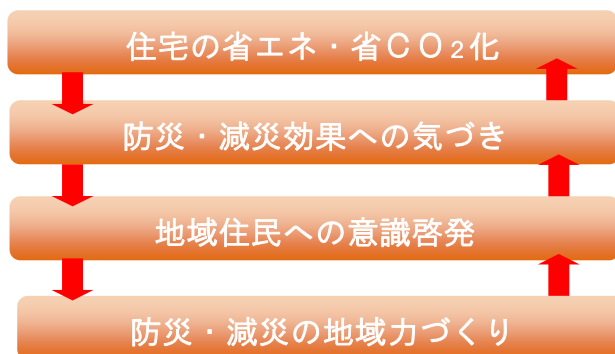 住宅の省エネ・省ＣＯ₂化
防災・減災効果への気づき
地域住民への意識啓発
防災・減災の地域力づくり